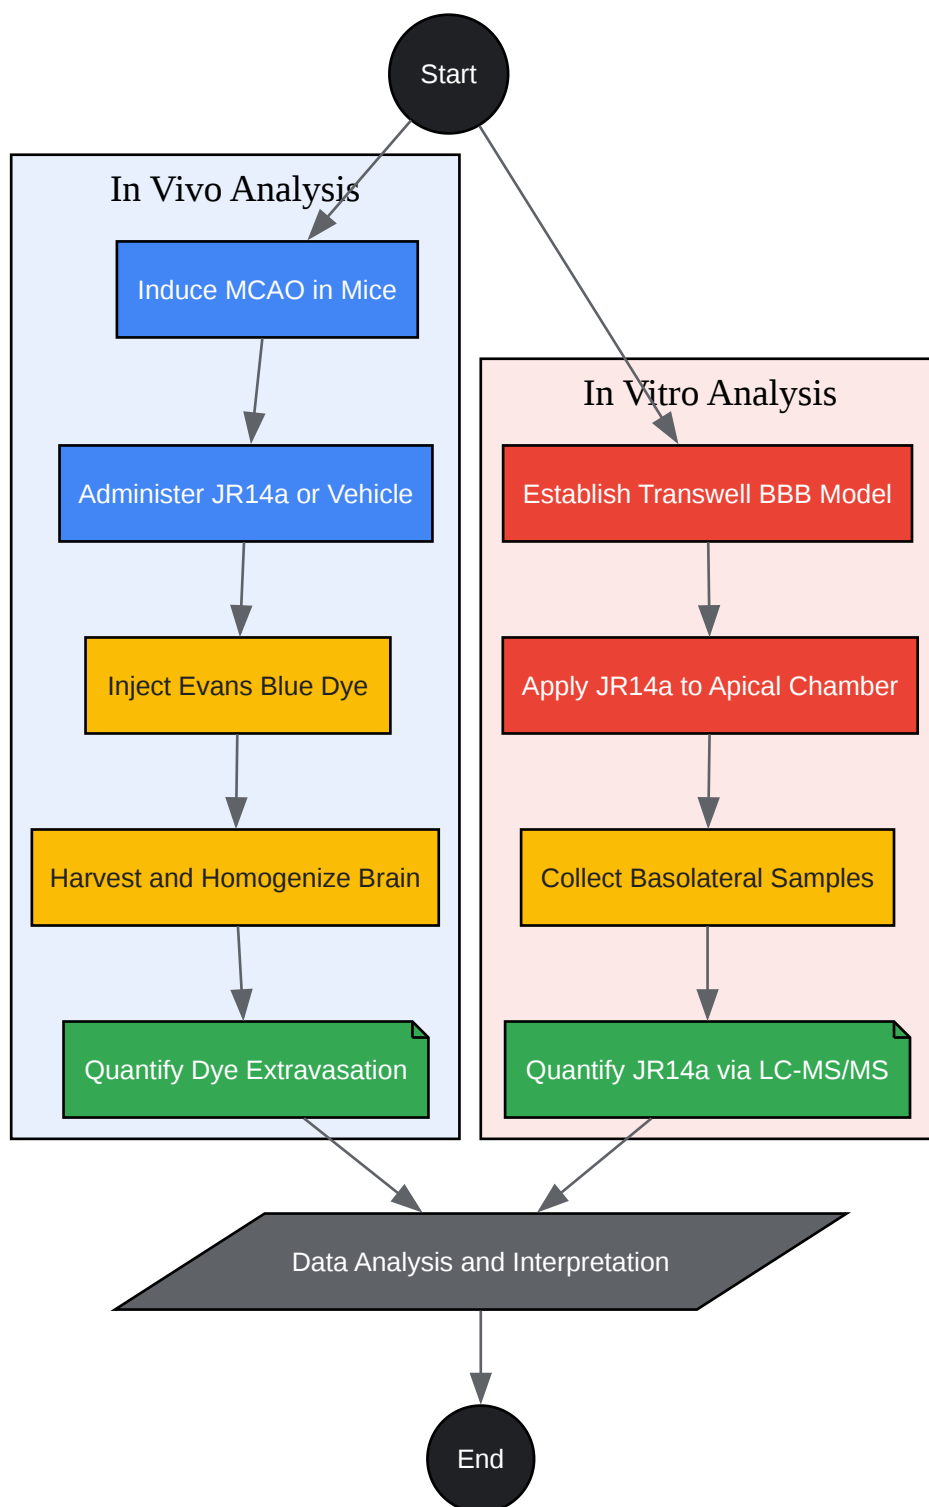 Start
In Vivo Analysis
Induce MCAO in Mice
Administer JR14a or Vehicle
Inject Evans Blue Dye
Harvest and Homogenize Brain
Quantify Dye Extravasation
In Vitro Analysis
Establish Transwell BBB Model
Apply JR14a to Apical Chamber
Collect Basolateral Samples
Quantify JR14a via LC-MS/MS
Data Analysis and Interpretation
End